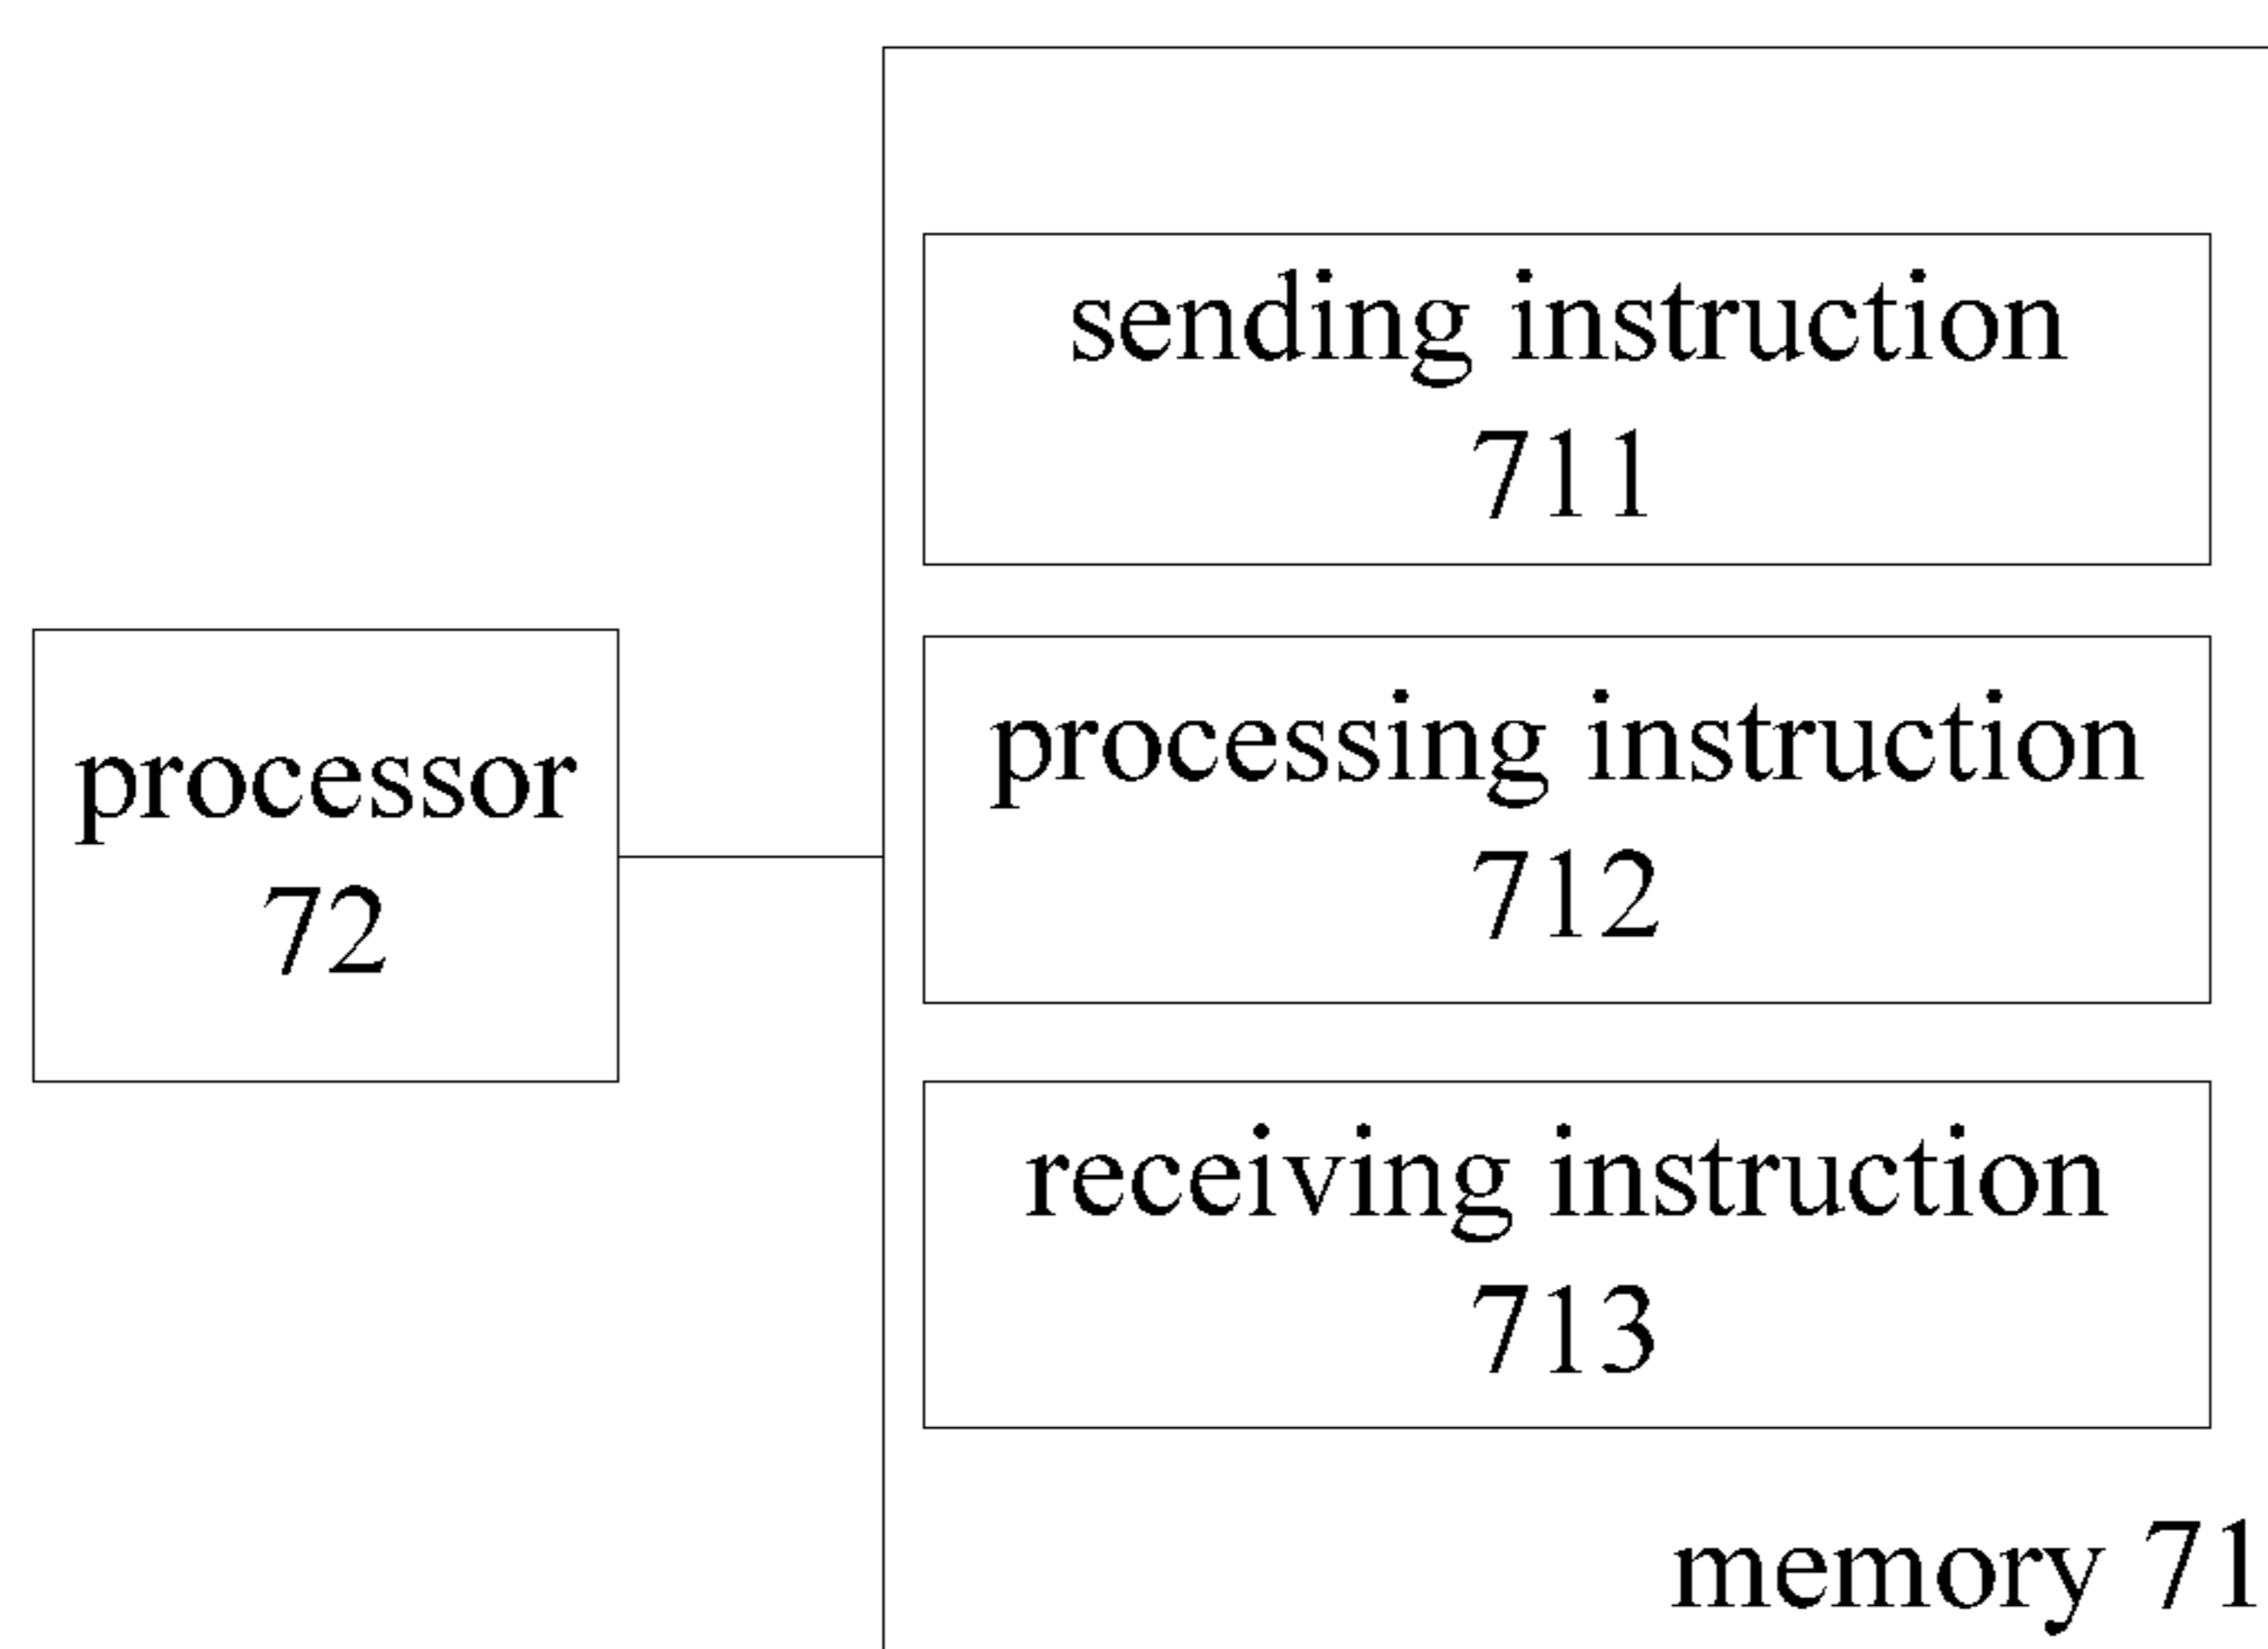 sending instruction
711
processor
72
processing instruction
712
receiving instruction
713
memory 71